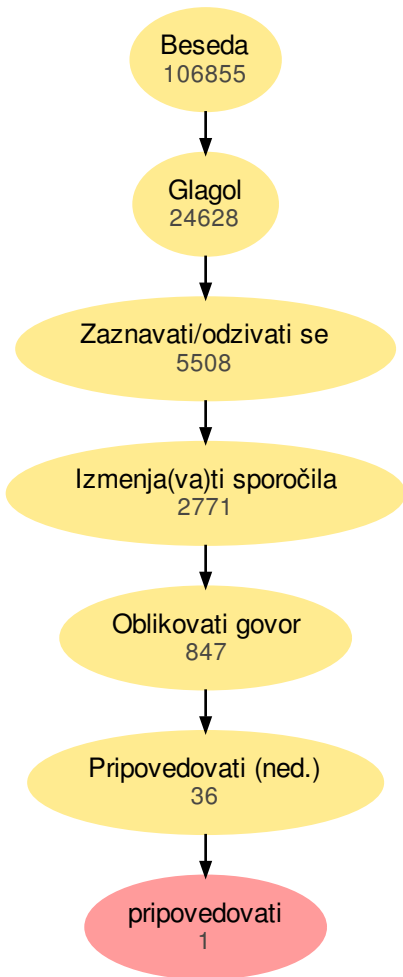 Beseda
106855
Glagol
24628
Zaznavati/odzivati se
5508
Izmenja(va)ti sporočila
2771
Oblikovati govor
847
Pripovedovati (ned.)
36
pripovedovati
1